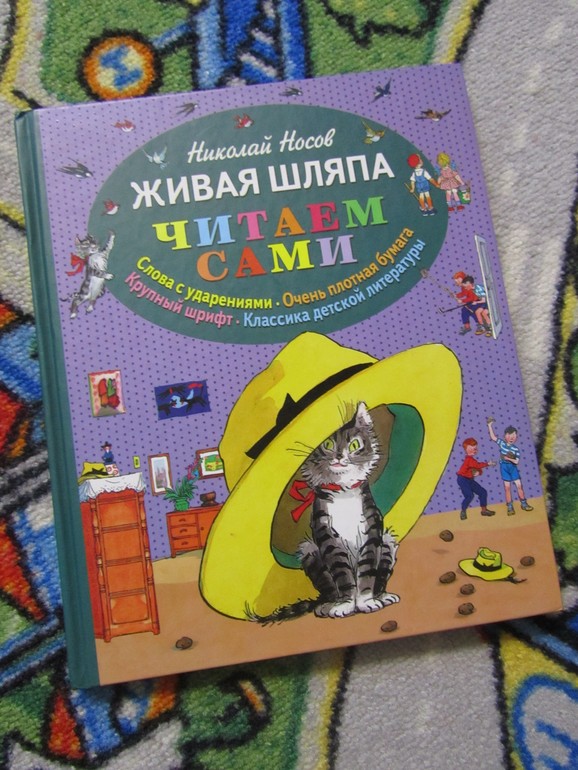 Николай Носов
ЖИВАЯ ШЛЯПА
ЧИТАЕМ
САМИ
Слова с ударениями · Очень плотная бумага
Крупный шрифт · Классика детской литературы